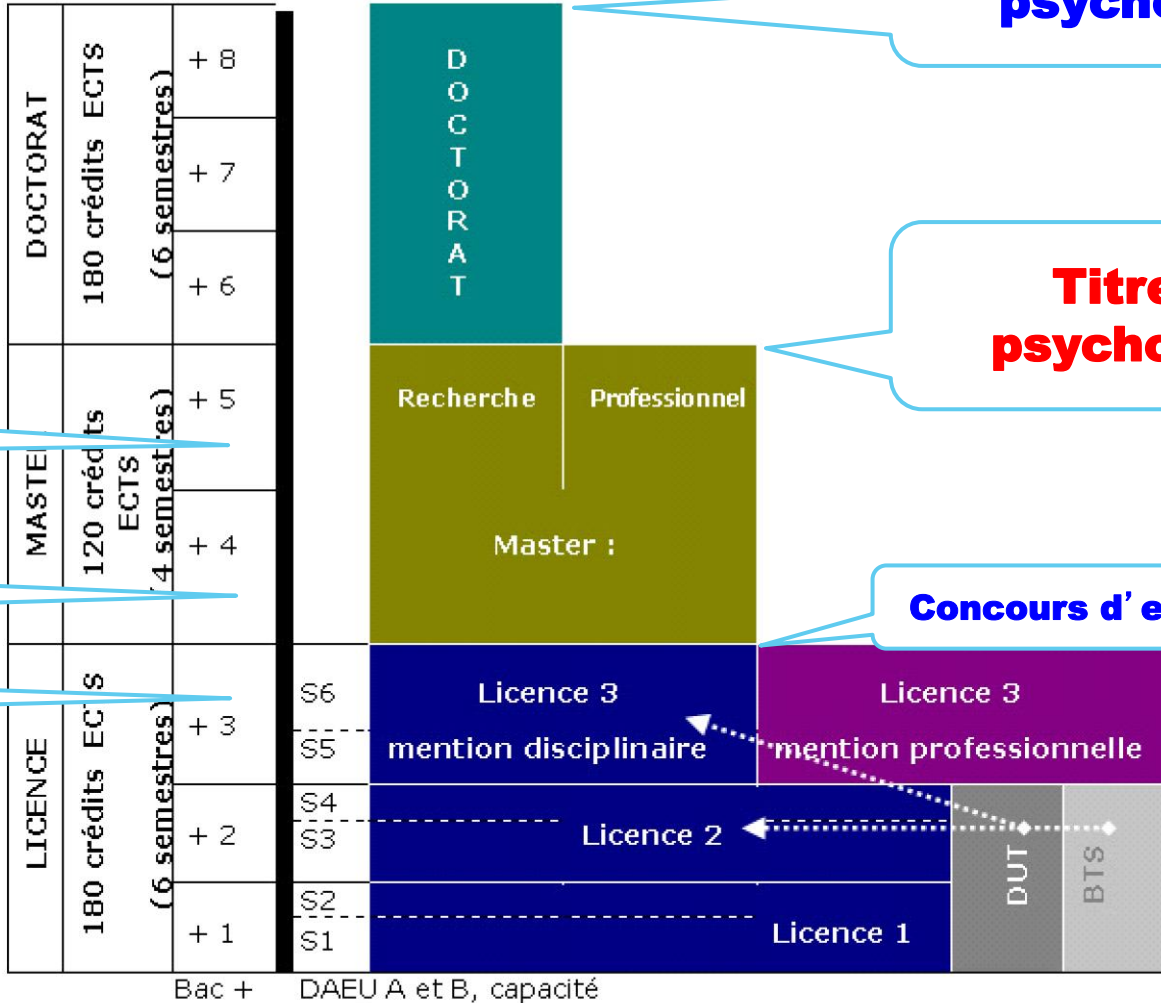 DOCTORAT
180 crédits ECTS
(6 semestres)
+ 8
+ 7
+ 6
D
O
C
T
O
R
A
T
MASTER
120 crédits
ECTS
(4 semestres)
+ 5
+ 4
Recherche
Professionnel
Master :
Titre
Concours d'e
LICENCE
180 crédits ECTS
(6 semestres)
+ 3
S6
S5
Licence 3
mention disciplinaire
Licence 3
mention professionnelle
+ 2
S4
S3
Licence 2
+ 1
S2
S1
Licence 1
DUT
BTS
Bac +
DAEU A et B, capacité